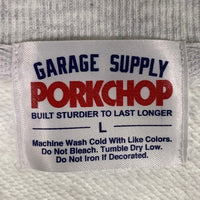 GARAGE SUPPLY
PORKCHOP
BUILT STURDIER TO LAST LONGER
L
Machine Wash Cold With Like Colors.
Do Not Bleach. Tumble Dry Low.
Do Not Iron If Decorated.